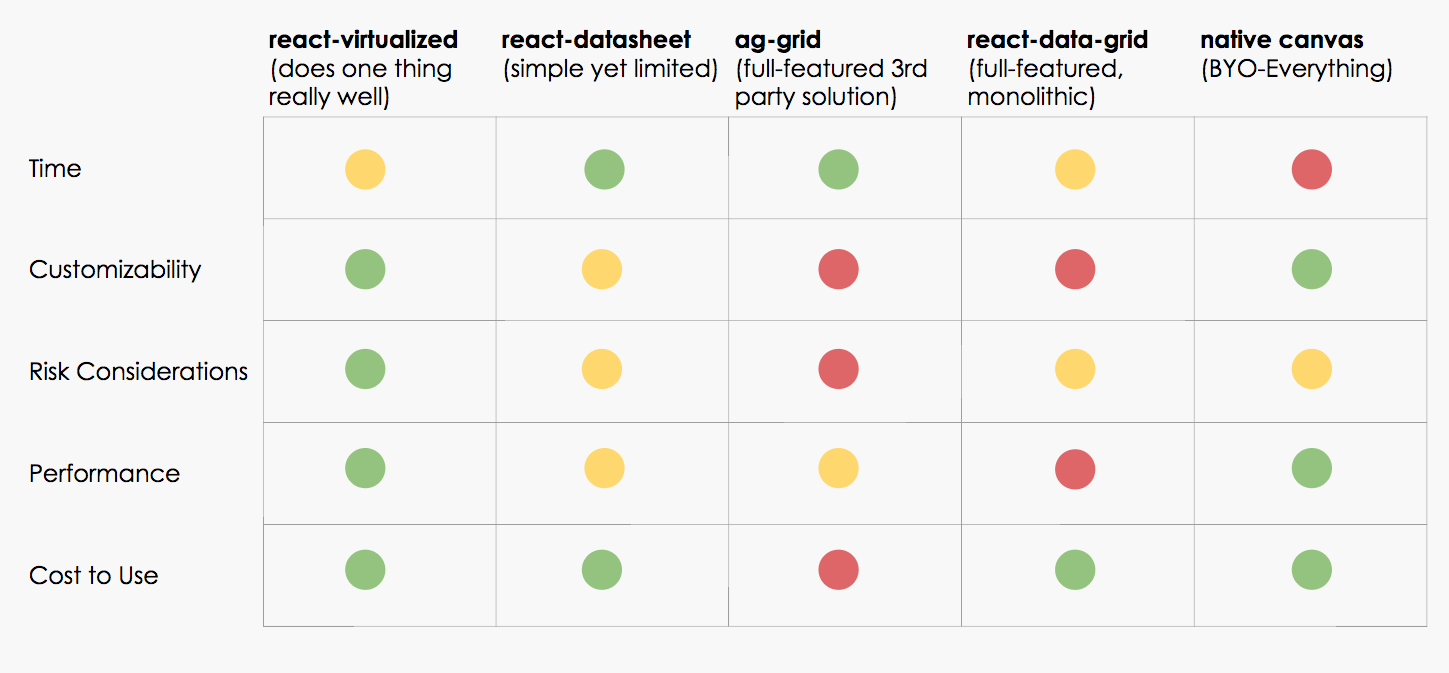 react-virtualized
(does one thing
really well)
react-datasheet
(simple yet limited)
ag-grid
(full-featured 3rd
party solution)
react-data-grid
(full-featured,
monolithic)
native canvas
(BYO-Everything)
Time
Customizability
Risk Considerations
Performance
Cost to Use